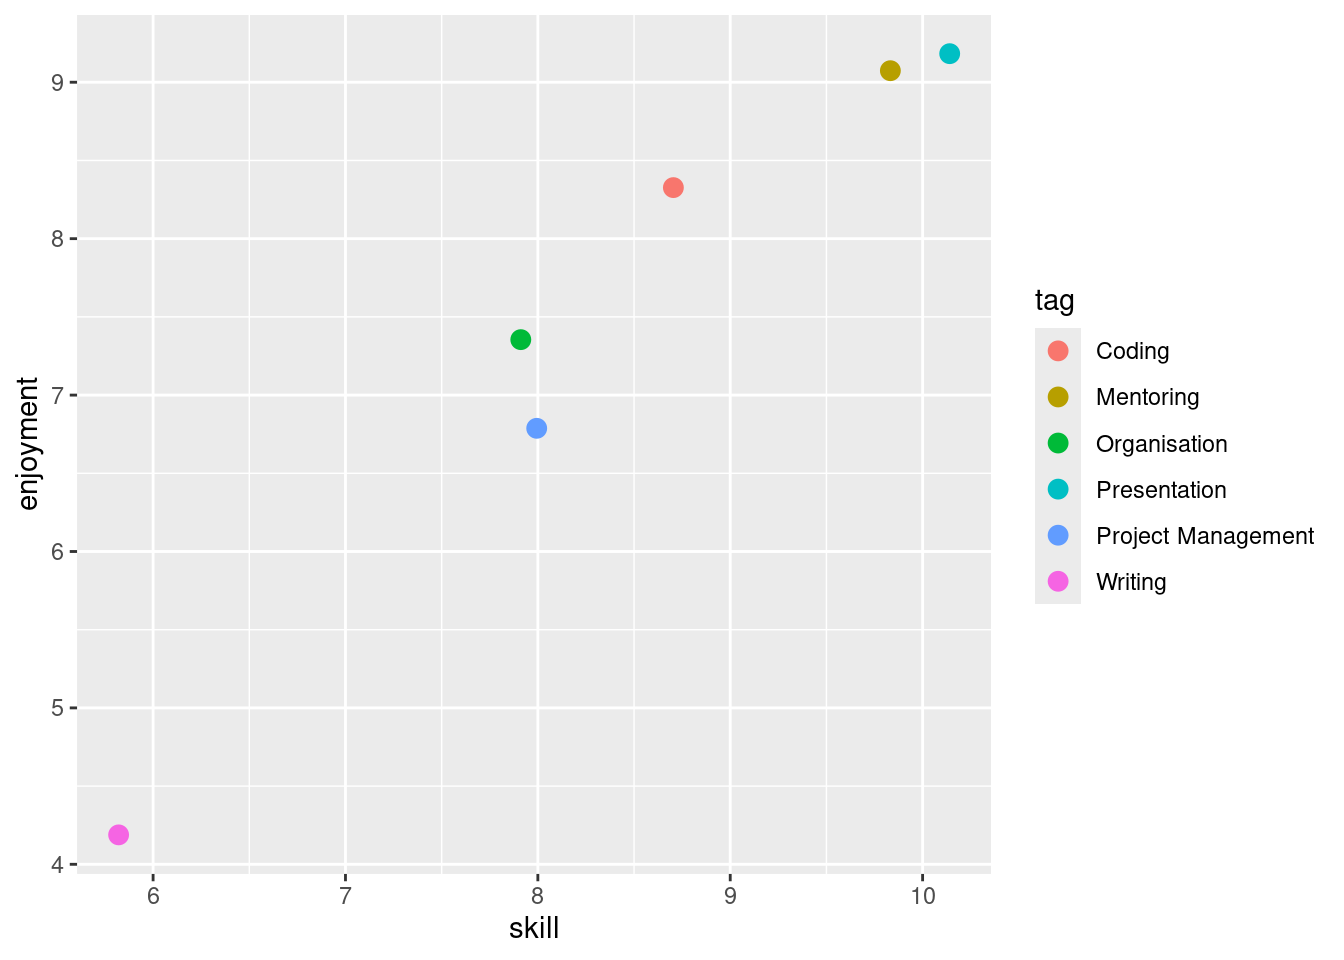 9
8
7
6
5
4
enjoyment
6 7 8 9 10
skill
tag
Coding
Mentoring
Organisation
Presentation
Project Management
Writing